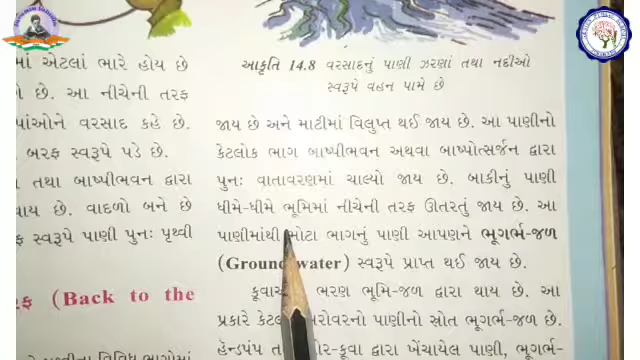 માં એટલાં ભારે હોય છે
છે. આ નીચેની તરફ
વરસાદ કહે છે.
બરફ સ્વરૂપે પડે છે.
તથા બાષ્પીભવન દ્વારા
થાય છે. વાદળો બને છે
સ્વરૂપે પાણી પુનઃ પૃથ્વી
(Back to the
વિવિધ ભાગોમાં
આકૃતિ 14.8 વરસાદનું પાણી ઝરણાં તથા નદીઓ
સ્વરૂપે વહન પામે છે
જાય છે અને માટીમાં વિલુપ્ત થઈ જાય છે. આ પાણીનો
કેટલોક ભાગ બાષ્પીભવન અથવા બાષ્પોત્સર્જન દ્વારા
પુનઃ વાતાવરણમાં ચાલ્યો જાય છે. બાકીનું પાણી
ધીમે-ધીમે ભૂમિમાં નીચેની તરફ ઊતરતું જાય છે. આ
પાણીમાંથી મોટા ભાગનું પાણી આપણને ભૂગર્ભ-જળ
(Ground water) સ્વરૂપે પ્રાપ્ત થઈ જાય છે.
ભરણ ભૂમિ-જળ દ્વારા થાય છે. આ
પ્રકારે સરોવરનો પાણીનો સ્રોત ભૂગર્ભ-જળ છે.
હૅન્ડપંપ દ્વારા ખેંચાયેલ પાણી, ભૂગર્ભ-